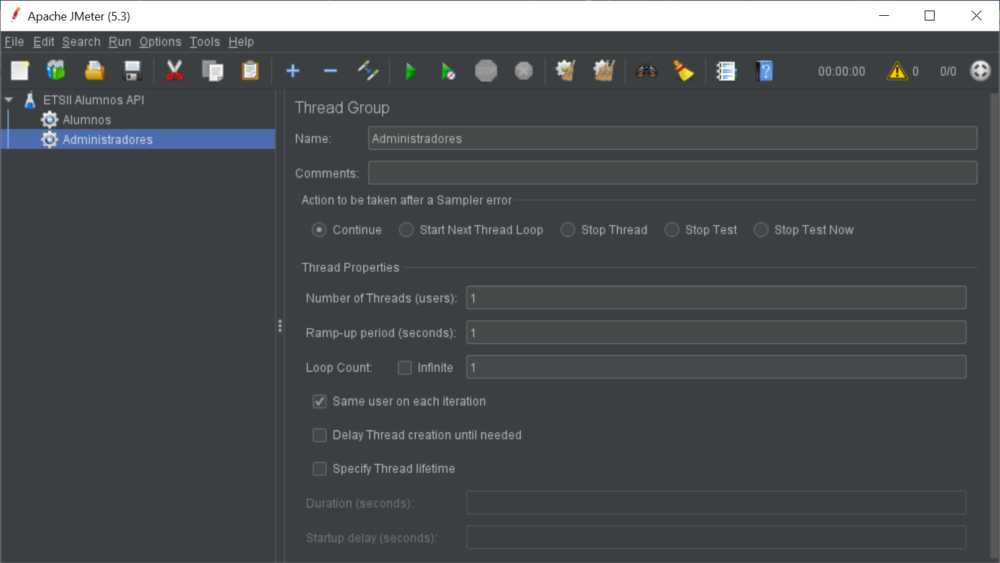 Apache JMeter (5.3)
File Edit Search Run Options Tools Help
STOP ? 00:00:00 0 0/0
ETSII Alumnos API
Alumnos
Administradores
Thread Group
Name: Administradores
Comments:
Action to be taken after a Sampler error
Continue Start Next Thread Loop Stop Thread Stop Test Stop Test Now
Thread Properties
Number of Threads (users): 1
Ramp-up period (seconds): 1
Loop Count: Infinite 1
Same user on each iteration
Delay Thread creation until needed
Specify Thread lifetime
Duration (seconds):
Startup delay (seconds):